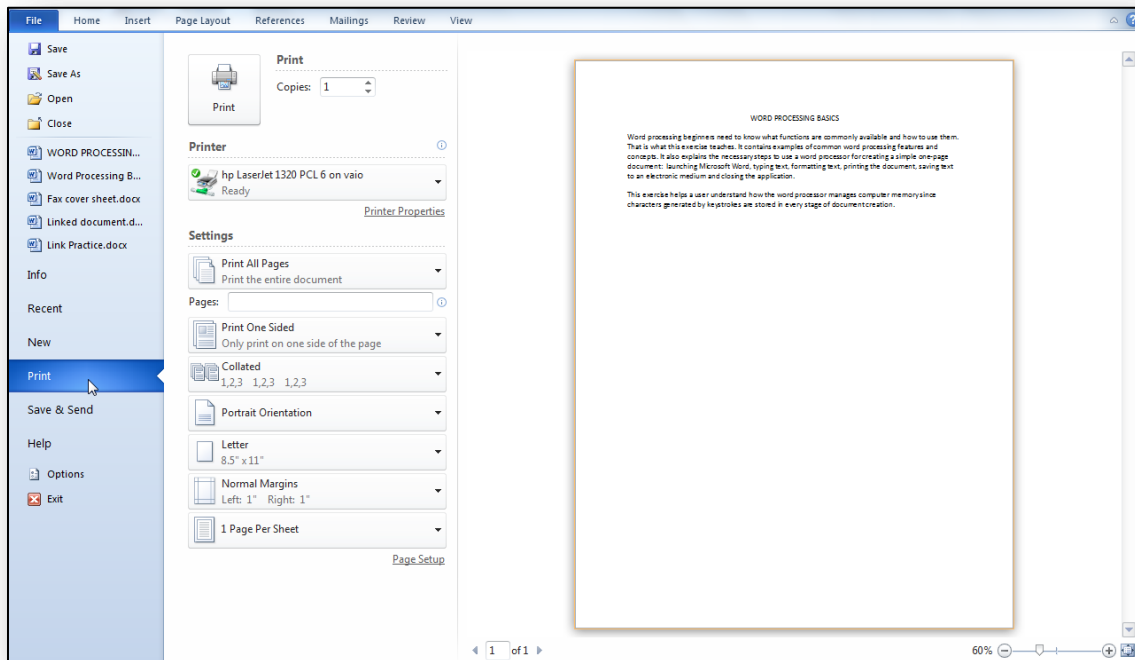 File Home Insert Page Layout References Mailings Review View
Save
Save As
Open
Close
WORD PROCESSIN...
Word Processing B...
Fax cover sheet.docx
Linked document.d...
Link Practice.docx
Info
Recent
New
Print
Save & Send
Help
Options
Exit
Print
Print
Copies: 1
Printer
hp LaserJet 1320 PCL 6 on vaio
Ready
Printer Properties
Settings
Print All Pages
Print the entire document
Pages:
Print One Sided
Only print on one side of the page
Collated
1,2,3 1,2,3 1,2,3
Portrait Orientation
Letter
8.5" x 11"
Normal Margins
Left: 1" Right: 1"
1 Page Per Sheet
Page Setup
WORD PROCESSING BASICS
Word processing beginners need to know what functions are commonly available and how to use them.
That is what this exercise teaches. It contains examples of common word processing features and
concepts. It also explains the necessary steps to use a word processor for creating a simple one-page
document: launching Microsoft Word, typing text, formatting text, printing the document, saving text
to an electronic medium and closing the application.
This exercise helps a user understand how the word processor manages computer memory since
characters generated by keystrokes are stored in every stage of document creation.
1 of 1
60%